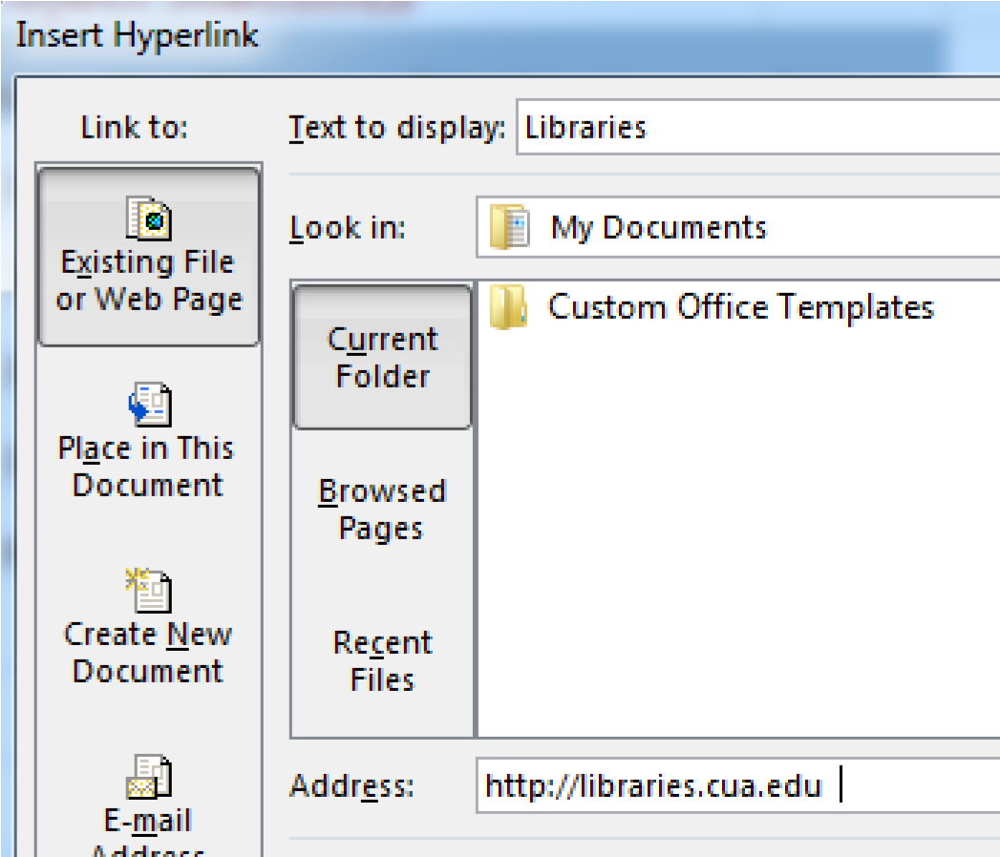 Insert Hyperlink
Link to:
Text to display: Libraries
Existing File
or Web Page
Look in: My Documents
Current
Folder
Custom Office Templates
Place in This
Document
Browsed
Pages
Create New
Document
Recent
Files
Address: http://libraries.cua.edu
E-mail
Address